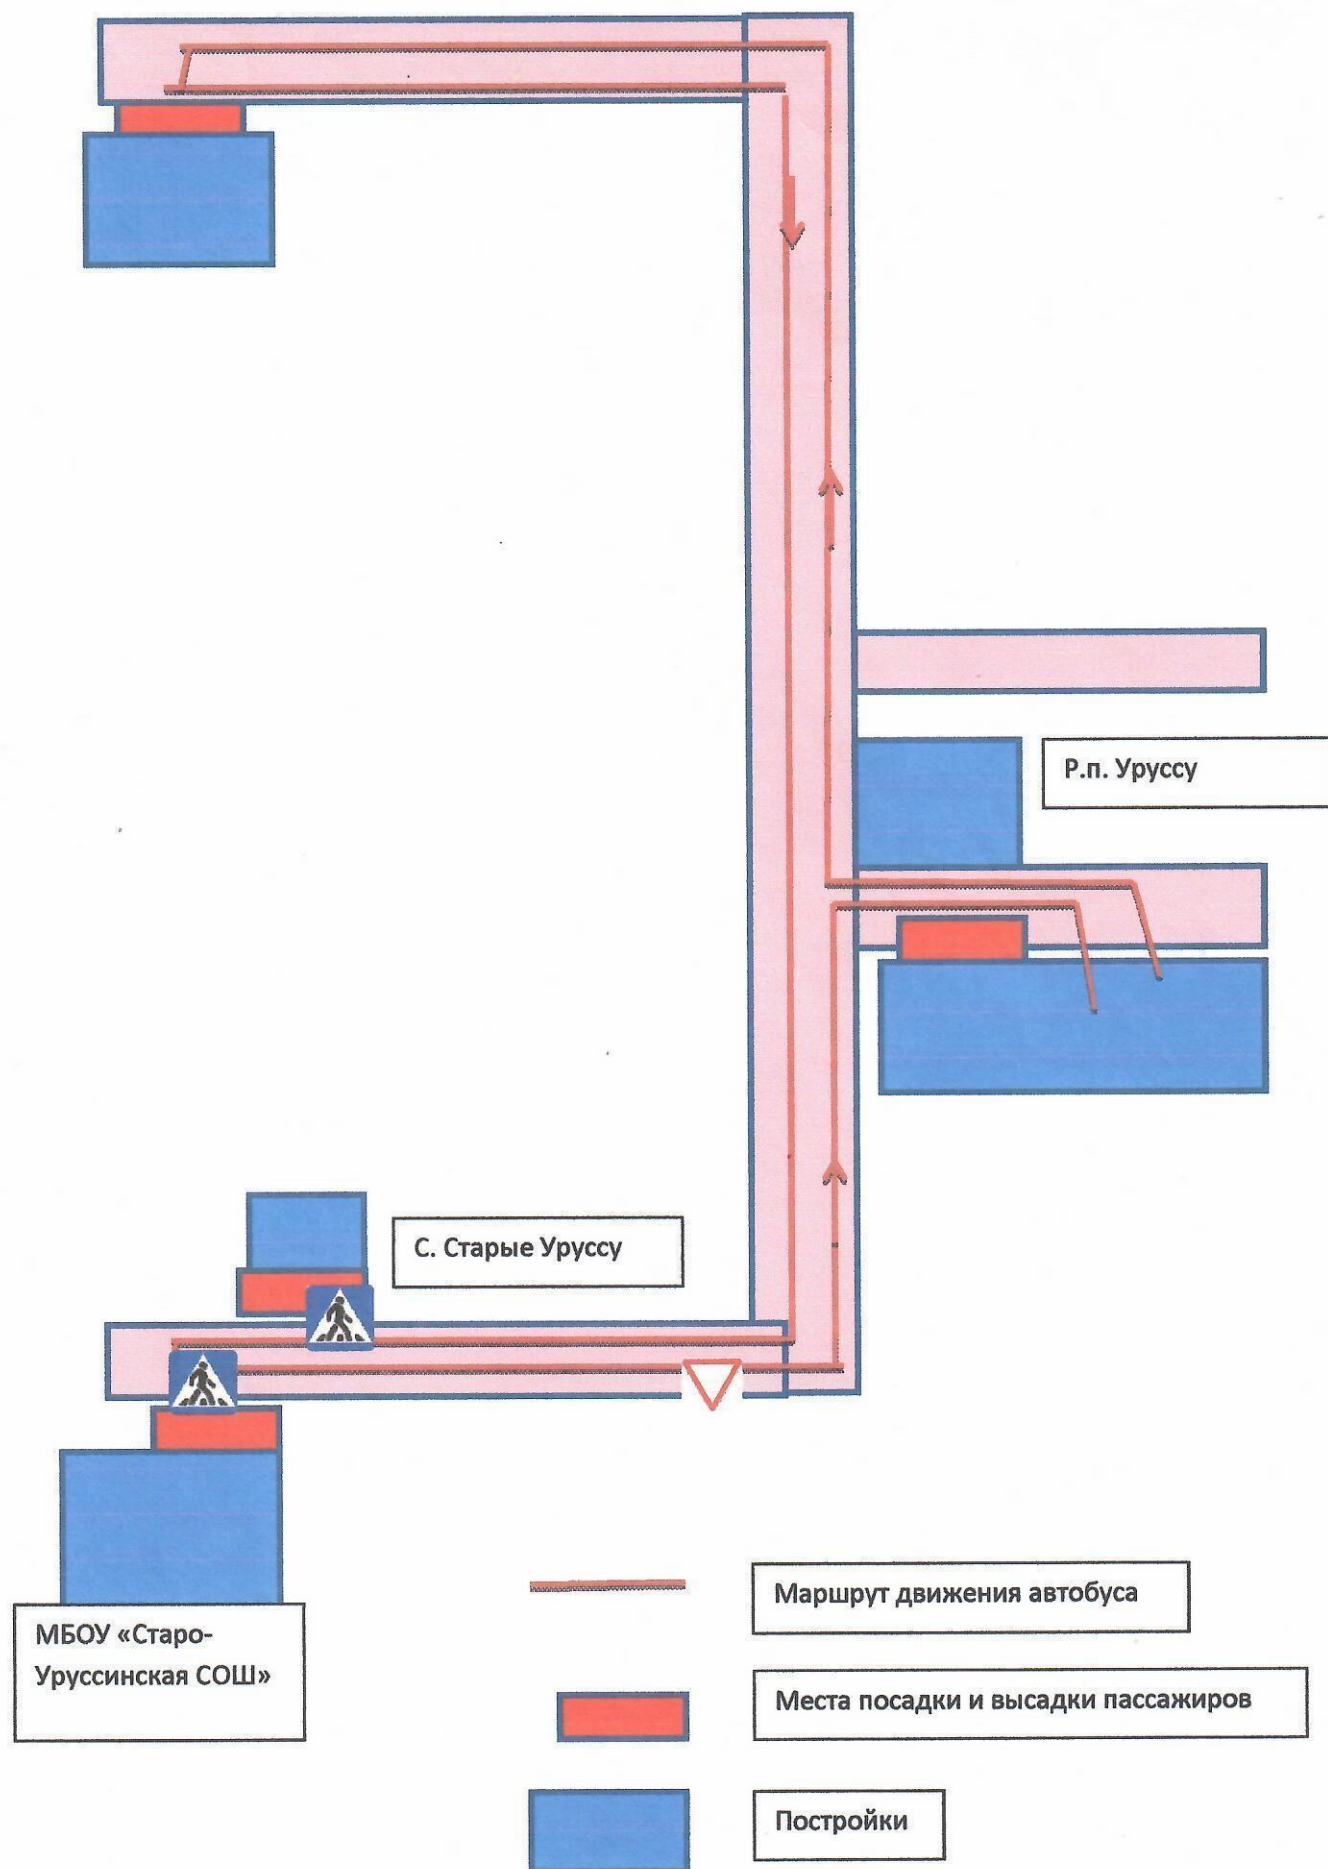 Р.п. Уруссу
С. Старые Уруссу
МБОУ «Старо-
Уруссинская СОШ»
Маршрут движения автобуса
Места посадки и высадки пассажиров
Постройки